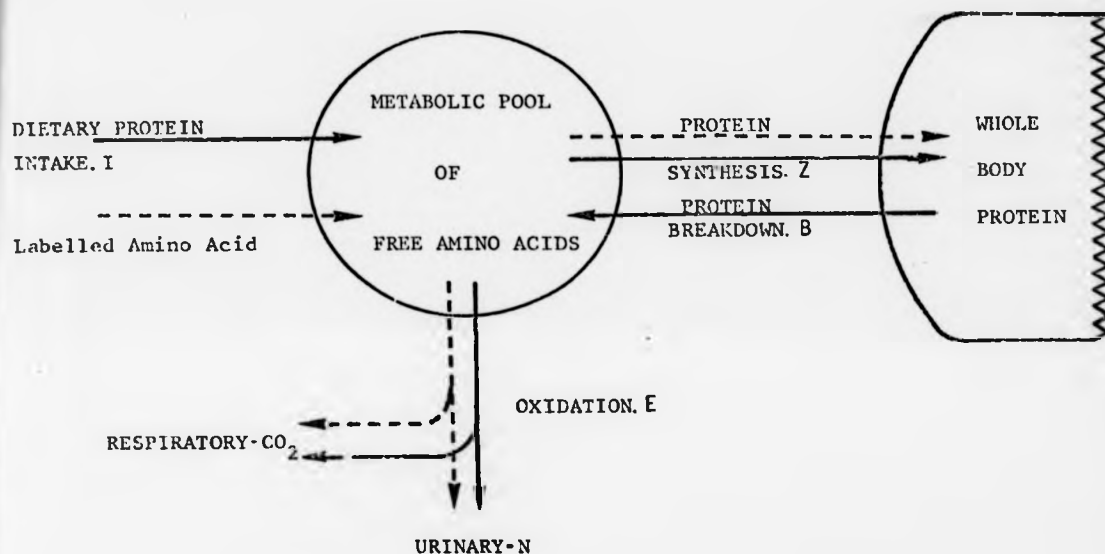 DIETARY PROTEIN
INTAKE. I
Labelled Amino Acid
METABOLIC POOL
OF
FREE AMINO ACIDS
PROTEIN
SYNTHESIS. Z
PROTEIN
BREAKDOWN. B
WHOLE
BODY
PROTEIN
OXIDATION. E
RESPIRATORY-CO2
URINARY-N